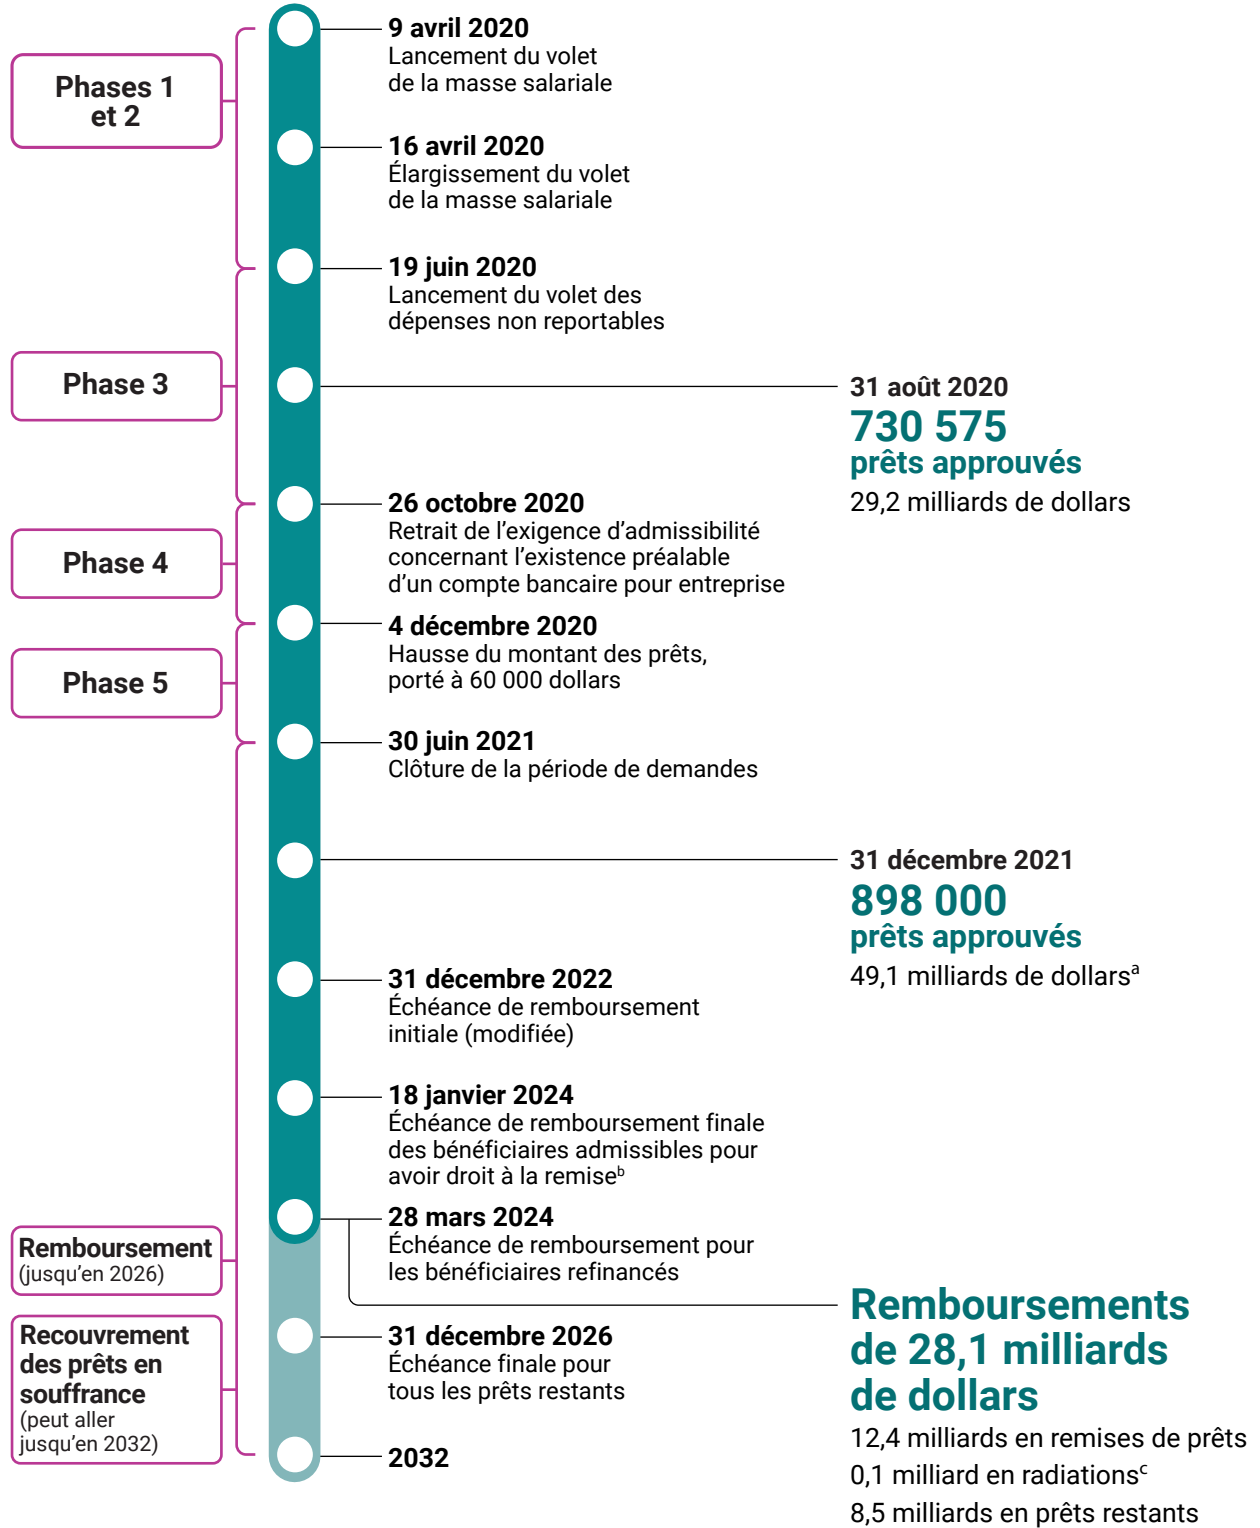 Phases 1
et 2
9 avril 2020
Lancement du volet
de la masse salariale
16 avril 2020
Élargissement du volet
de la masse salariale
19 juin 2020
Lancement du volet des
dépenses non reportables
Phase 3
31 août 2020
730 575
prêts approuvés
29,2 milliards de dollars
26 octobre 2020
Retrait de l’exigence d’admissibilité
concernant l’existence préalable
d’un compte bancaire pour entreprise
Phase 4
4 décembre 2020
Hausse du montant des prêts,
porté à 60 000 dollars
Phase 5
30 juin 2021
Clôture de la période de demandes
31 décembre 2021
898 000
prêts approuvés
49,1 milliards de dollarsᵃ
31 décembre 2022
Échéance de remboursement
initiale (modifiée)
18 janvier 2024
Échéance de remboursement finale
des bénéficiaires admissibles pour
avoir droit à la remiseᵇ
28 mars 2024
Échéance de remboursement pour
les bénéficiaires refinancés
Remboursement
(jusqu’en 2026)
Remboursements
de 28,1 milliards
de dollars
12,4 milliards en remises de prêts
0,1 milliard en radiationsᶜ
8,5 milliards en prêts restants
Recouvrement
des prêts en
souffrance
(peut aller
jusqu’en 2032)
31 décembre 2026
Échéance finale pour
tous les prêts restants
2032